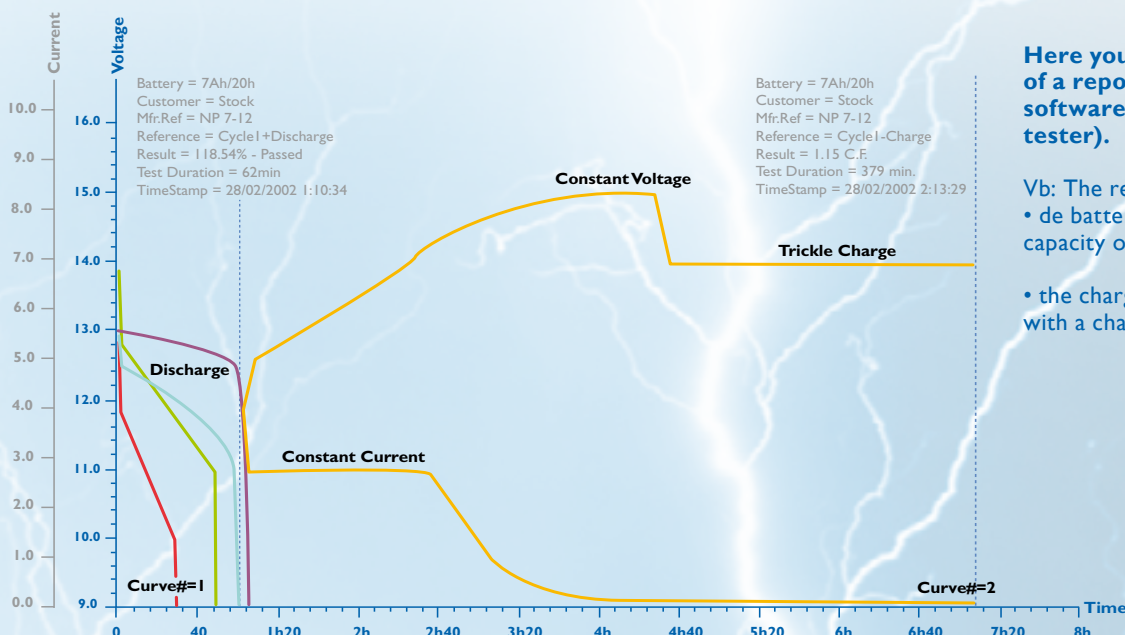 Current
Voltage
10.0
9.0
8.0
7.0
6.0
5.0
4.0
3.0
2.0
1.0
0.0
16.0
15.0
14.0
13.0
12.0
11.0
10.0
9.0
Battery = 7Ah/20h
Customer = Stock
Mfr.Ref = NP 7-12
Reference = Cycle1+Discharge
Result = 118.54% - Passed
Test Duration = 62min
TimeStamp = 28/02/2002 1:10:34
Battery = 7Ah/20h
Customer = Stock
Mfr.Ref = NP 7-12
Reference = Cycle1-Charge
Result = 1.15 C.F.
Test Duration = 379 min.
TimeStamp = 28/02/2002 2:13:29
Constant Voltage
Trickle Charge
Discharge
Constant Current
Curve#=1
Curve#=2
0 40 1h20 2h 2h40 3h20 4h 4h40 5h20 6h 6h40 7h20 8h
Time
Here you
of a repo
software
tester).
Vb: The re
• de batter
capacity o
• the charg
with a cha